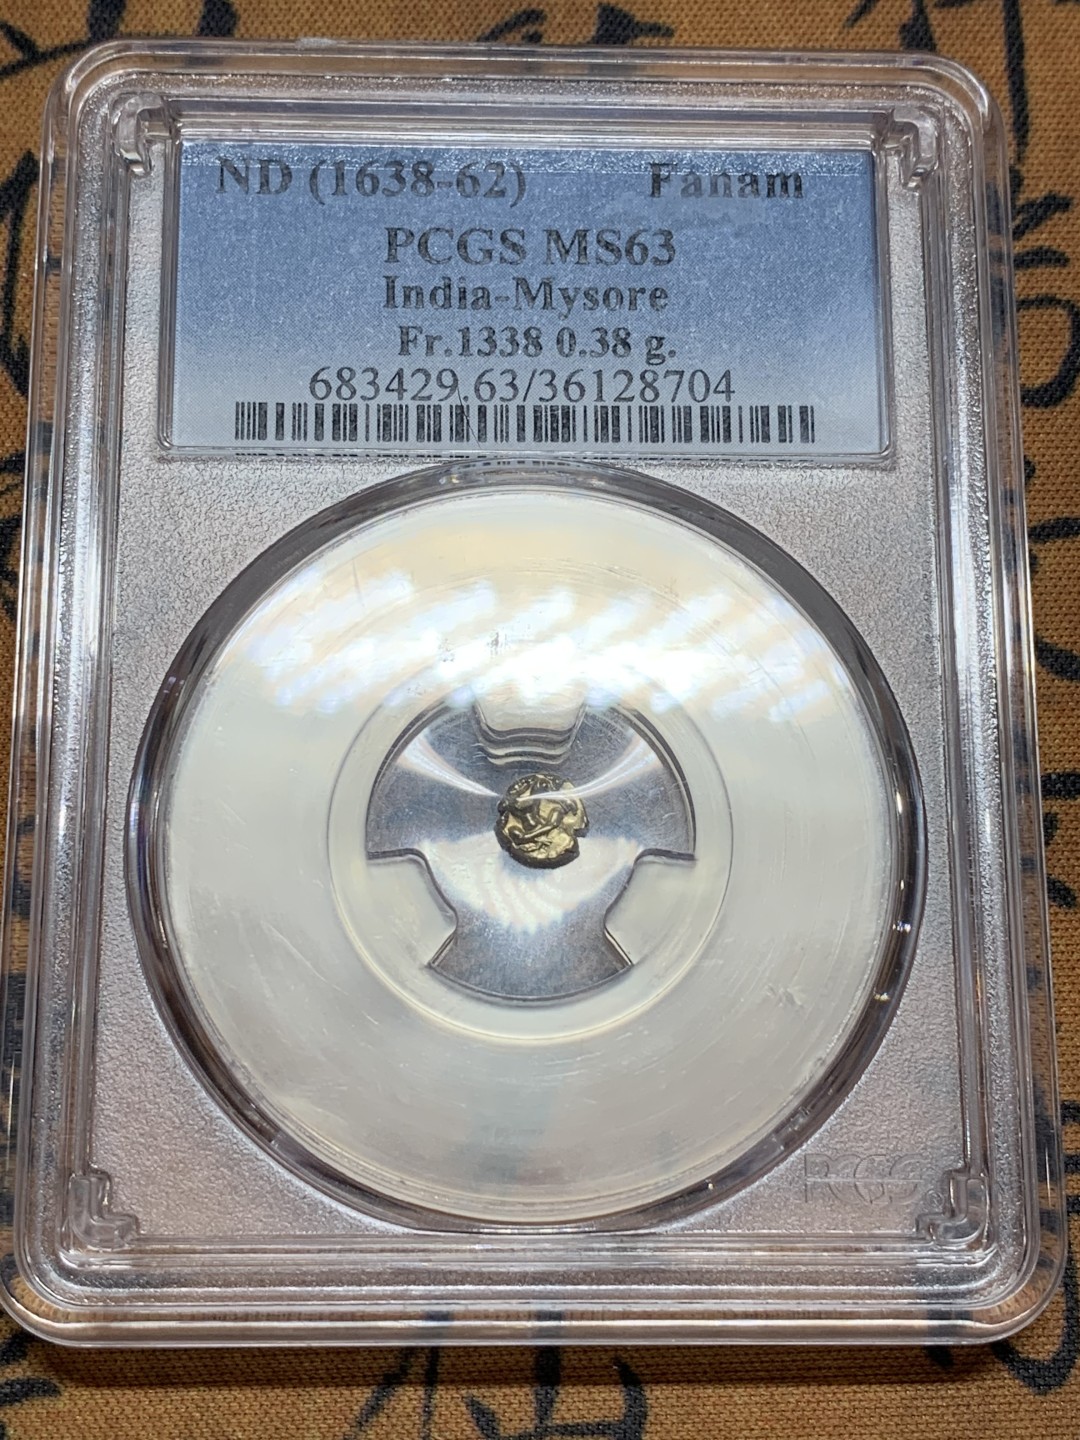 ND (1638-62) Fanam
PCGS MS63
India-Mysore
Fr.1338 0.38 g.
683429.63/36128704
PCGS